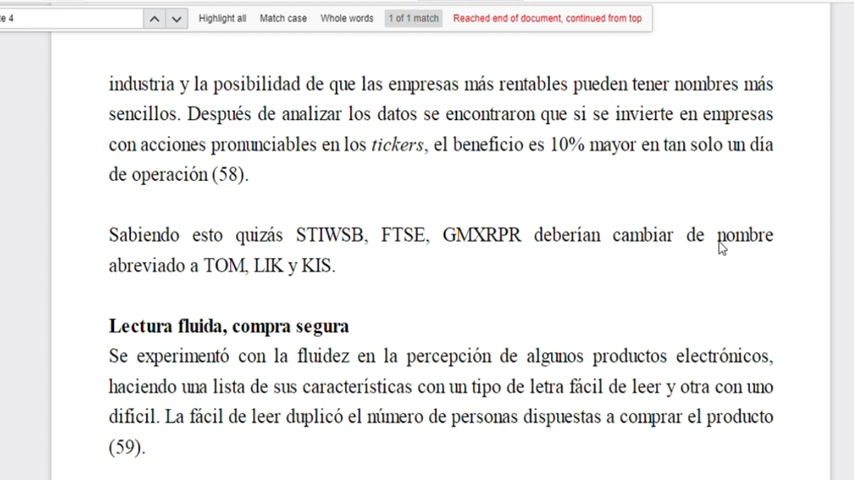 te 4
Highlight all
Match case
Whole words
1 of 1 match
Reached end of document, continued from top
industria y la posibilidad de que las empresas más rentables pueden tener nombres más
sencillos. Después de analizar los datos se encontraron que si se invierte en empresas
con acciones pronunciables en los tickers, el beneficio es 10% mayor en tan solo un día
de operación (58).
Sabiendo esto quizás STIWSB, FTSE, GMXRPR deberían cambiar de nombre
abreviado a TOM, LIK y KIS.
Lectura fluida, compra segura
Se experimentó con la fluidez en la percepción de algunos productos electrónicos,
haciendo una lista de sus características con un tipo de letra fácil de leer y otra con uno
difícil. La fácil de leer duplicó el número de personas dispuestas a comprar el producto
(59).